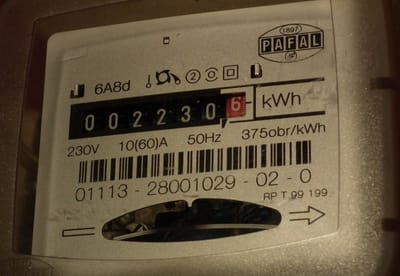 1897
PAFAL
6A8d 2
002230,6 kWh
230V 10(60)A 50Hz 375obr/kWh
01113-28001029-02-0
RP T 99 199